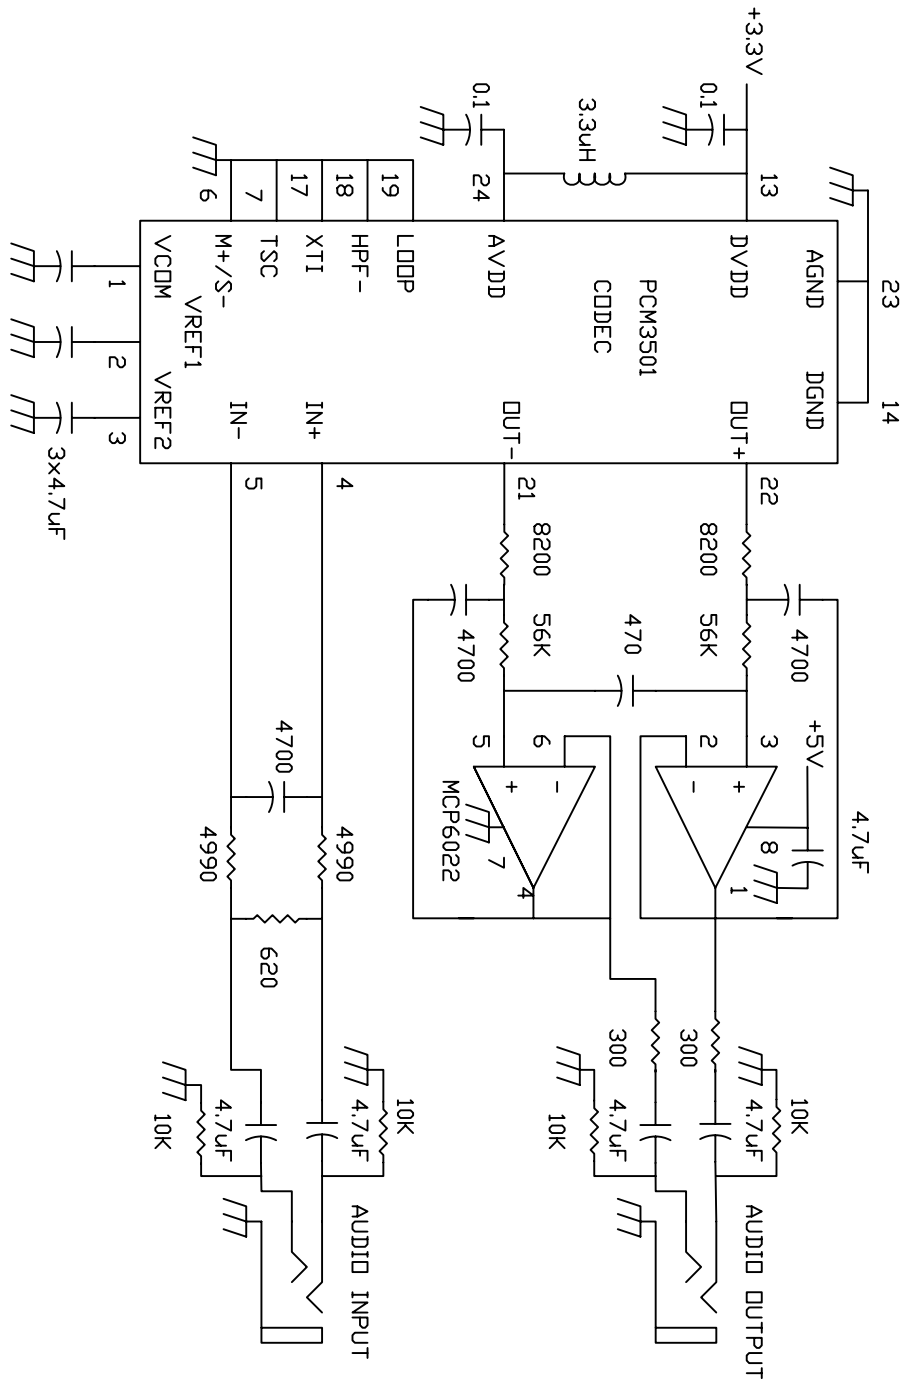 23
14
4.7uF
AGND
DGND
+5V
4700
10K
13
22
3
8
+3.3V
AUDIO OUTPUT
DVDD
OUT+
+
1
4.7uF
0.1
8200
56K
2
-
300
PCM3501
470
300
4.7uF
CODEC
3.3uH
-
10K
8200
56K
6
21
4
OUT-
+
AVDD
7
0.1
24
5
4700
MCP6022
LOOP
10K
19
HPF-
4.7uF
AUDIO INPUT
18
4
4990
XTI
IN+
17
4700
TSC
620
7
5
IN-
M+/S-
4.7uF
6
4990
VREF1
VCOM
VREF2
10K
1
2
3
3x4.7uF